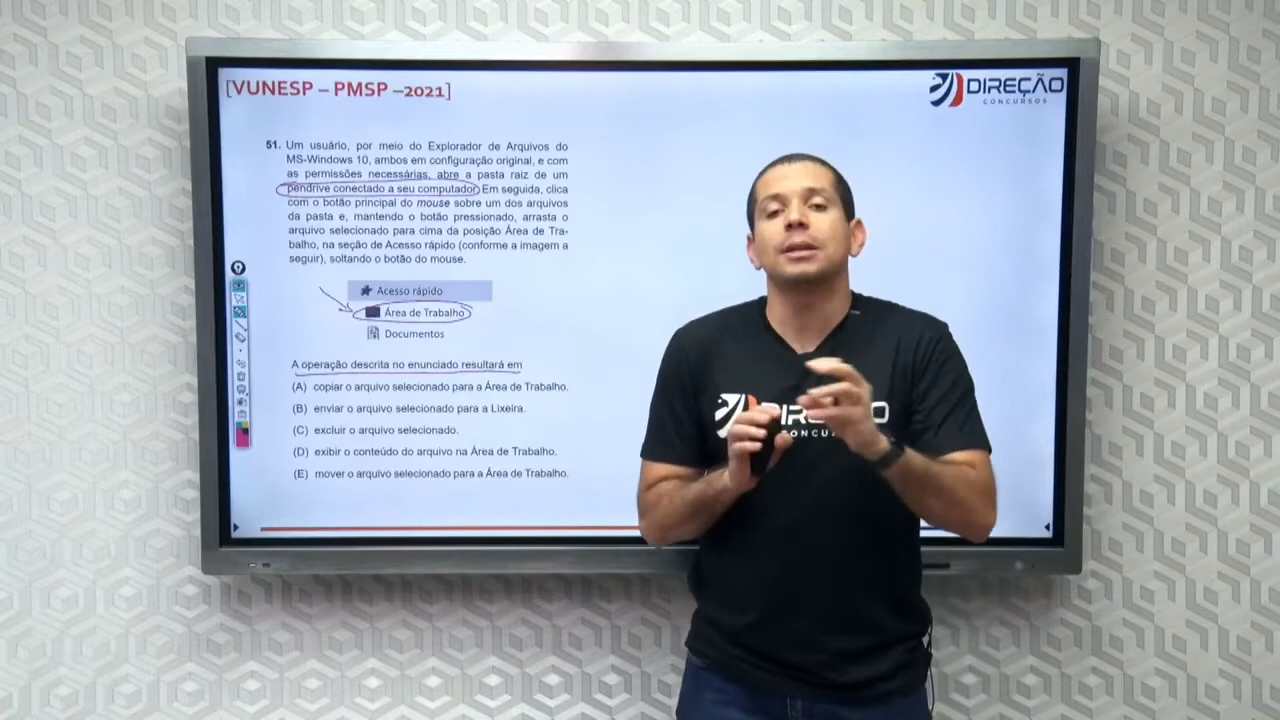 [VUNESP – PMSP –2021]
DIREÇÃO
CONCURSOS
51. Um usuário, por meio do Explorador de Arquivos do
MS-Windows 10, ambos em configuração original, e com
as permissões necessárias, abre a pasta raiz de um
pendrive conectado a seu computador. Em seguida, clica
com o botão principal do mouse sobre um dos arquivos
da pasta e, mantendo o botão pressionado, arrasta o
arquivo selecionado para cima da posição Área de Tra-
balho, na seção de Acesso rápido (conforme a imagem a
seguir), soltando o botão do mouse.
Acesso rápido
Área de Trabalho
Documentos
A operação descrita no enunciado resultará em
(A) copiar o arquivo selecionado para a Área de Trabalho.
(B) enviar o arquivo selecionado para a Lixeira.
(C) excluir o arquivo selecionado.
(D) exibir o conteúdo do arquivo na Área de Trabalho.
(E) mover o arquivo selecionado para a Área de Trabalho.